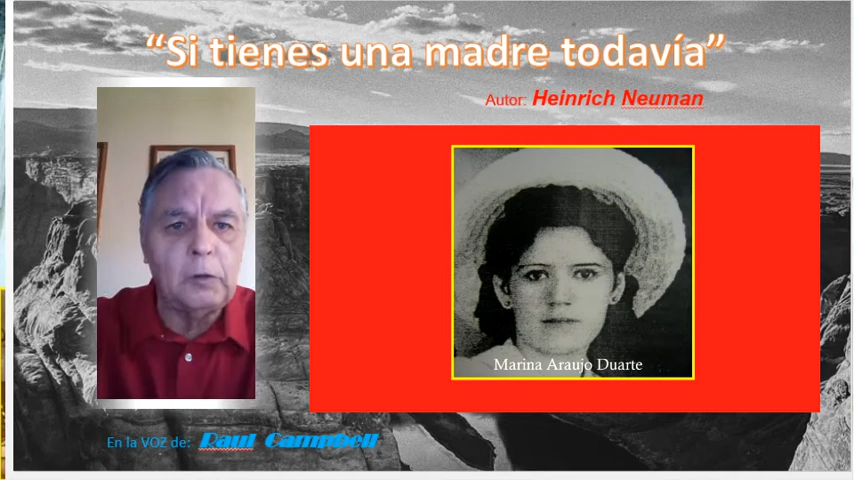 “Si tienes una madre todavía”
Autor: Heinrich Neuman
Marina Araujo Duarte
En la VOZ de: Raul Campbell